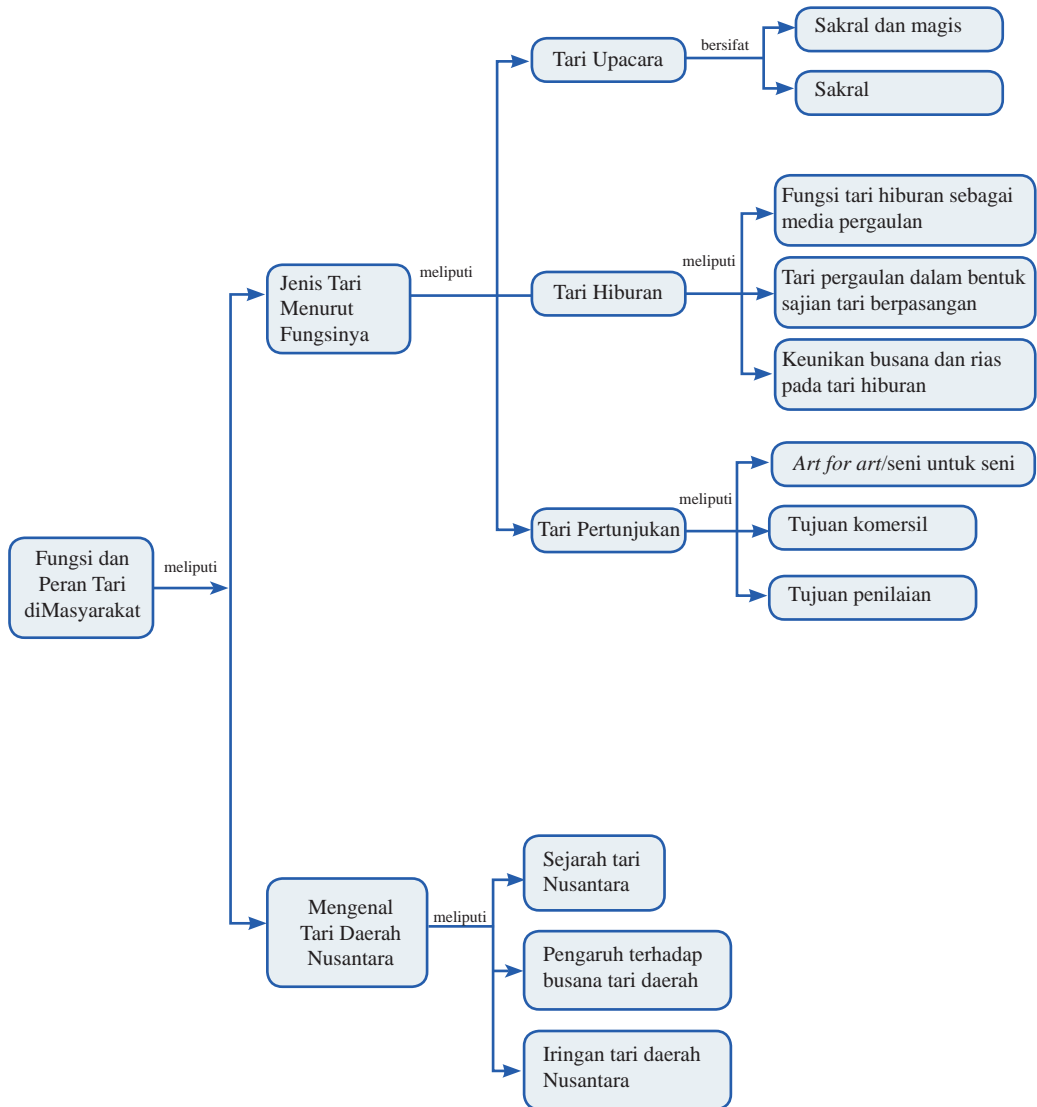 Fungsi dan
Peran Tari
diMasyarakat
meliputi
Jenis Tari
Menurut
Fungsinya
meliputi
Tari Upacara
bersifat
Sakral dan magis
Sakral
Tari Hiburan
meliputi
Fungsi tari hiburan sebagai
media pergaulan
Tari pergaulan dalam bentuk
sajian tari berpasangan
Keunikan busana dan rias
pada tari hiburan
Tari Pertunjukan
meliputi
Art for art/seni untuk seni
Tujuan komersil
Tujuan penilaian
Mengenal
Tari Daerah
Nusantara
meliputi
Sejarah tari
Nusantara
Pengaruh terhadap
busana tari daerah
Iringan tari daerah
Nusantara